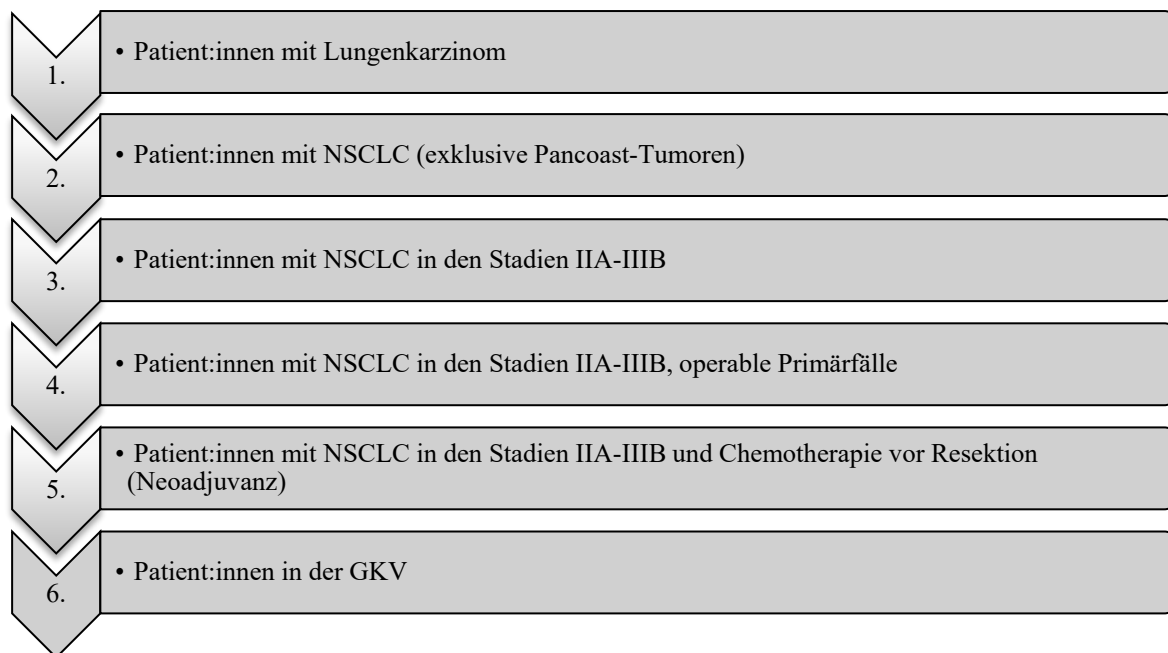 1.
• Patient:innen mit Lungenkarzinom
2.
• Patient:innen mit NSCLC (exklusive Pancoast-Tumoren)
3.
• Patient:innen mit NSCLC in den Stadien IIA-IIIB
4.
• Patient:innen mit NSCLC in den Stadien IIA-IIIB, operable Primärfälle
5.
• Patient:innen mit NSCLC in den Stadien IIA-IIIB und Chemotherapie vor Resektion
(Neoadjuvanz)
6.
• Patient:innen in der GKV